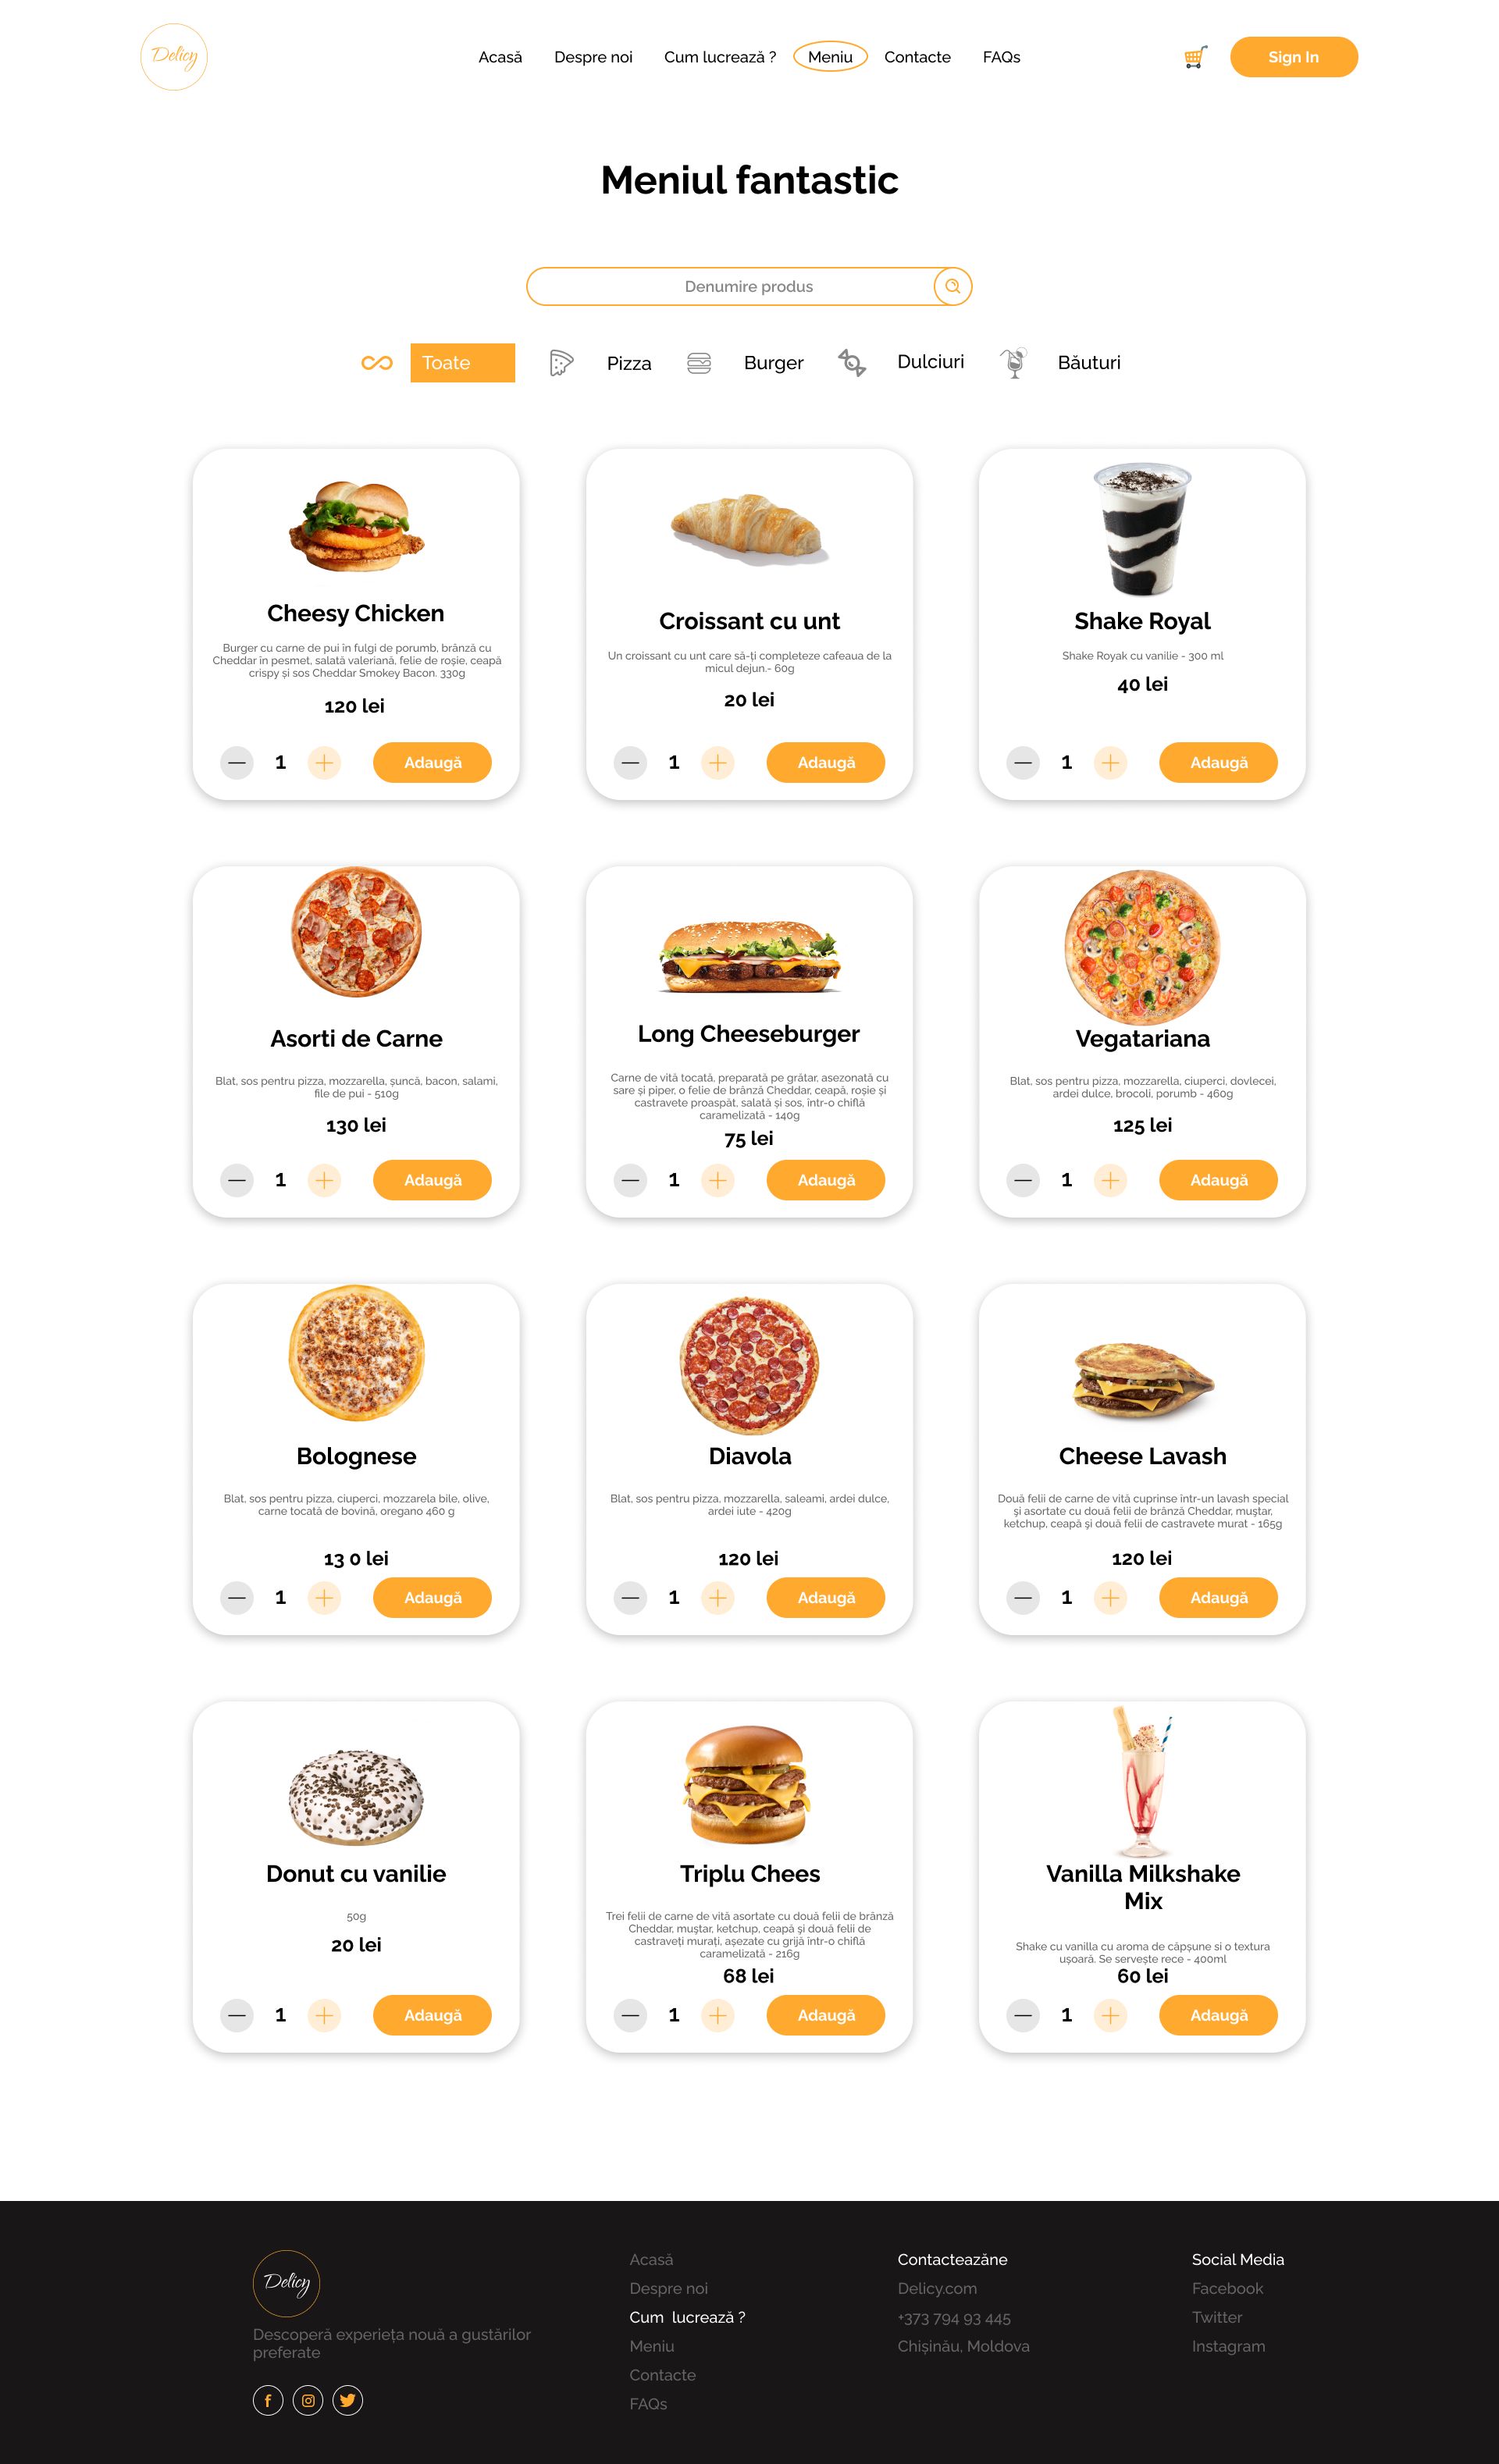 Delicy
Acasă
Despre noi
Cum lucrează ?
Meniu
Contacte
FAQs
Sign In
Meniul fantastic
Denumire produs
Toate
Pizza
Burger
Dulciuri
Băuturi
Cheesy Chicken
Burger cu carne de pui în fulgi de porumb, brânză cu
Cheddar în pesmet, salată valeriană, felie de roșie, ceapă
crispy și sos Cheddar Smokey Bacon. 330g
120 lei
1
Adaugă
Croissant cu unt
Un croissant cu unt care să-ți completeze cafeaua de la
micul dejun.- 60g
20 lei
1
Adaugă
Shake Royal
Shake Royak cu vanilie - 300 ml
40 lei
1
Adaugă
Asorti de Carne
Blat, sos pentru pizza, mozzarella, șuncă, bacon, salami,
file de pui - 510g
130 lei
1
Adaugă
Long Cheeseburger
Carne de vită tocată, preparată pe grătar, asezonată cu
sare și piper, o felie de brânză Cheddar, ceapă, roșie și
castravete proaspăt, salată și sos, într-o chiflă
caramelizată - 140g
75 lei
1
Adaugă
Vegatariana
Blat, sos pentru pizza, mozzarella, ciuperci, dovlecei,
ardei dulce, brocoli, porumb - 460g
125 lei
1
Adaugă
Bolognese
Blat, sos pentru pizza, ciuperci, mozzarela bile, olive,
carne tocată de bovină, oregano 460 g
13 0 lei
1
Adaugă
Diavola
Blat, sos pentru pizza, mozzarella, saleami, ardei dulce,
ardei iute - 420g
120 lei
1
Adaugă
Cheese Lavash
Două felii de carne de vită cuprinse într-un lavash special
şi asortate cu două felii de brânză Cheddar, muştar,
ketchup, ceapă şi două felii de castravete murat - 165g
120 lei
1
Adaugă
Donut cu vanilie
50g
20 lei
1
Adaugă
Triplu Chees
Trei felii de carne de vită asortate cu două felii de brânză
Cheddar, muştar, ketchup, ceapă şi două felii de
castraveți murați, așezate cu grijă într-o chiflă
caramelizată - 216g
68 lei
1
Adaugă
Vanilla Milkshake
Mix
Shake cu vanilla cu aroma de căpșune si o textura
ușoară. Se servește rece - 400ml
60 lei
1
Adaugă
Delicy
Descoperă experiența nouă a gustărilor
preferate
Acasă
Despre noi
Cum  lucrează ?
Meniu
Contacte
FAQs
Contacteazăne
Delicy.com
+373 794 93 445
Chișinău, Moldova
Social Media
Facebook
Twitter
Instagram